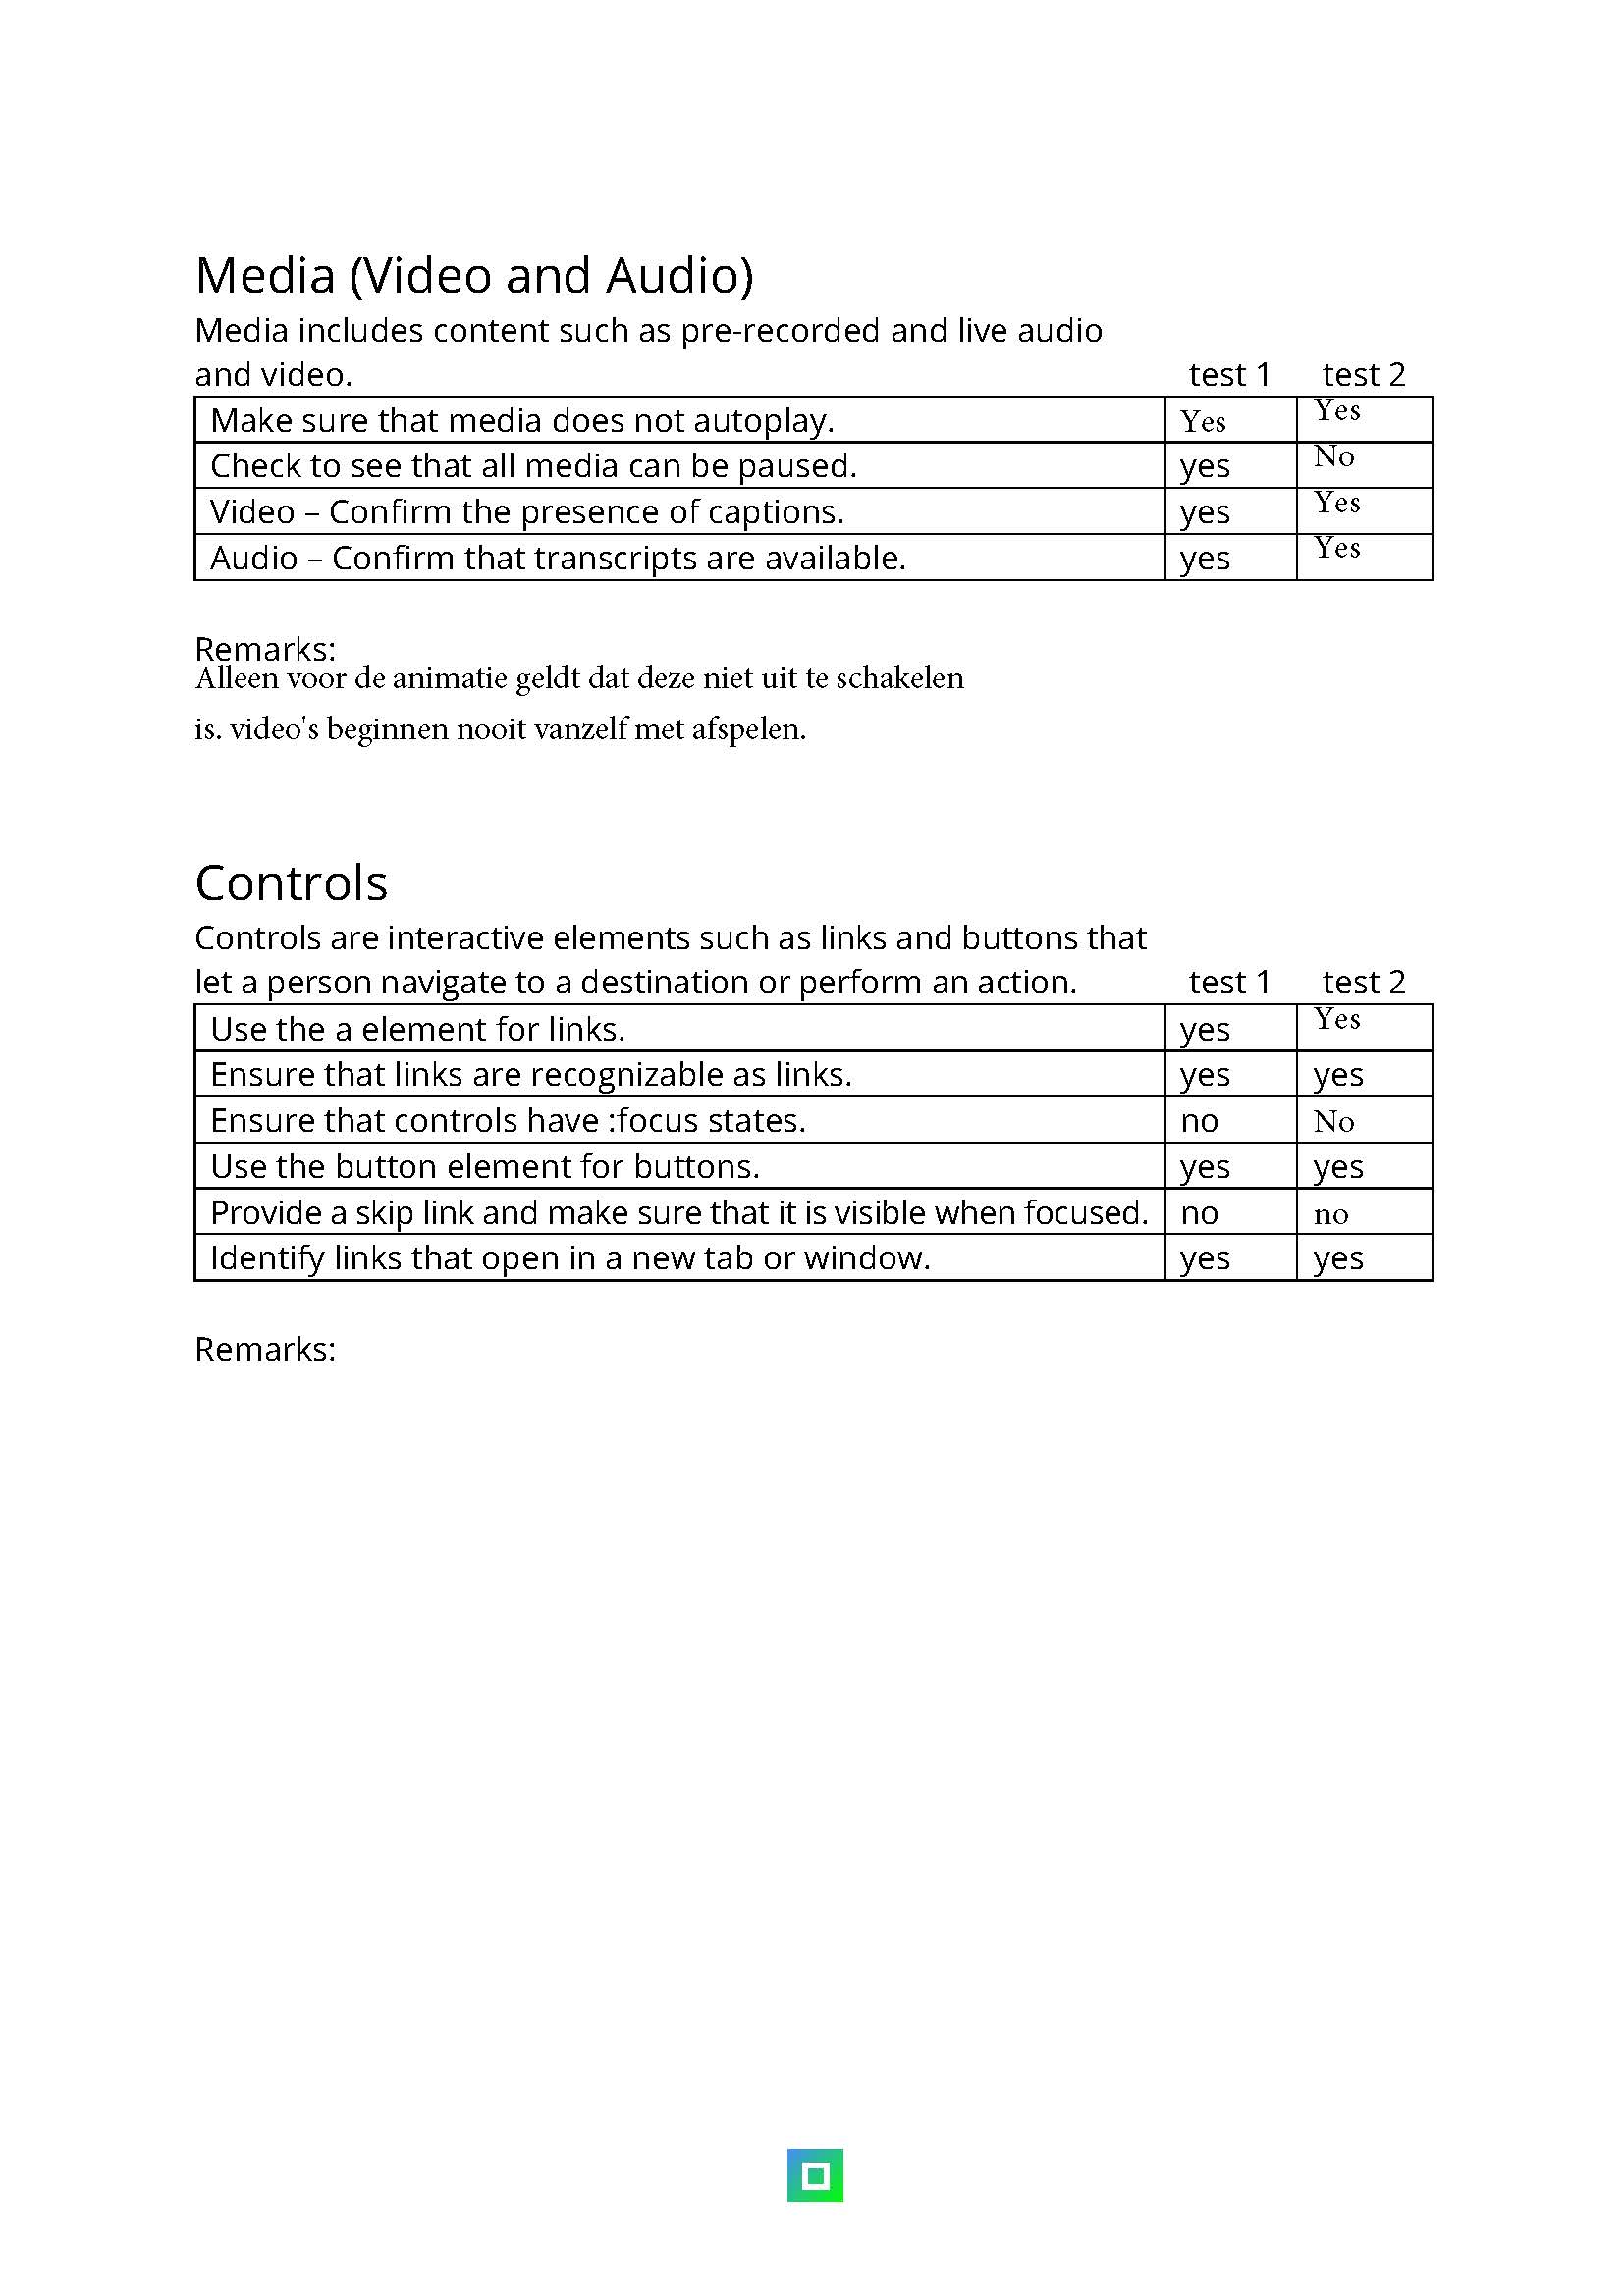 Media (Video and Audio)
Media includes content such as pre-recorded and live audio
and video. test 1 test 2
Make sure that media does not autoplay. Yes Yes
Check to see that all media can be paused. yes No
Video – Confirm the presence of captions. yes Yes
Audio – Confirm that transcripts are available. yes Yes
Remarks:
Alleen voor de animatie geldt dat deze niet uit te schakelen
is. video's beginnen nooit vanzelf met afspelen.
Controls
Controls are interactive elements such as links and buttons that
let a person navigate to a destination or perform an action. test 1 test 2
Use the a element for links. yes Yes
Ensure that links are recognizable as links. yes yes
Ensure that controls have :focus states. no No
Use the button element for buttons. yes yes
Provide a skip link and make sure that it is visible when focused. no no
Identify links that open in a new tab or window. yes yes
Remarks: